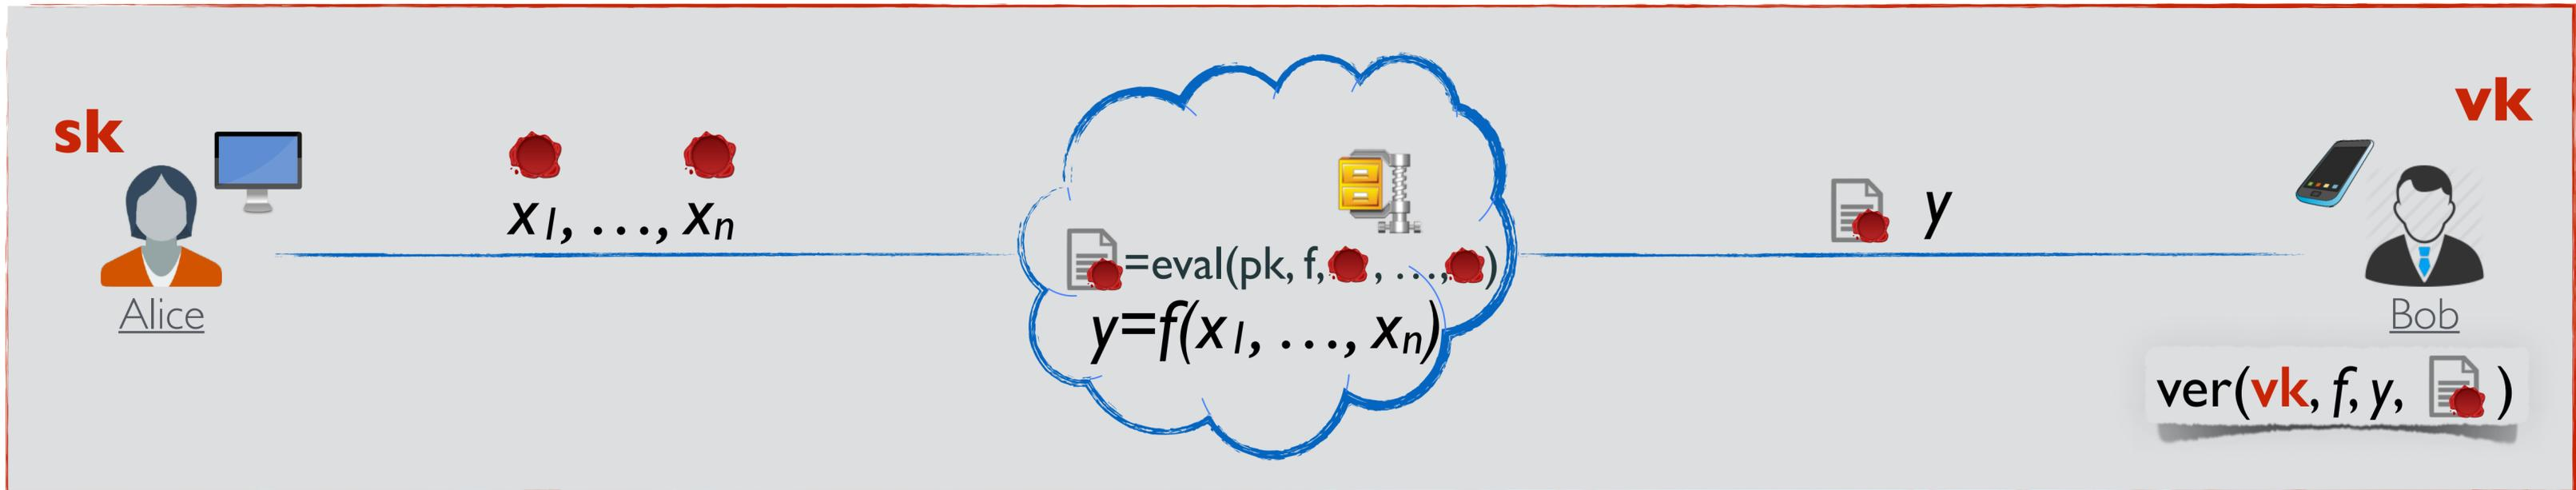 sk
vk
x1, …, xn
y
=eval(pk, f, , …, )
y=f(x1, …, xn)
Alice
Bob
ver(vk, f, y, )